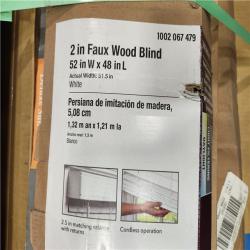 1002 067 479
2 in Faux Wood Blind
52 in W x 48 in L
Actual Width: 51.5 in
White
Persiana de imitación de madera,
5,08 cm
1,32 m an x 1,21 m la
Blanco
2.5 in matching valance
with returns
Cordless operation